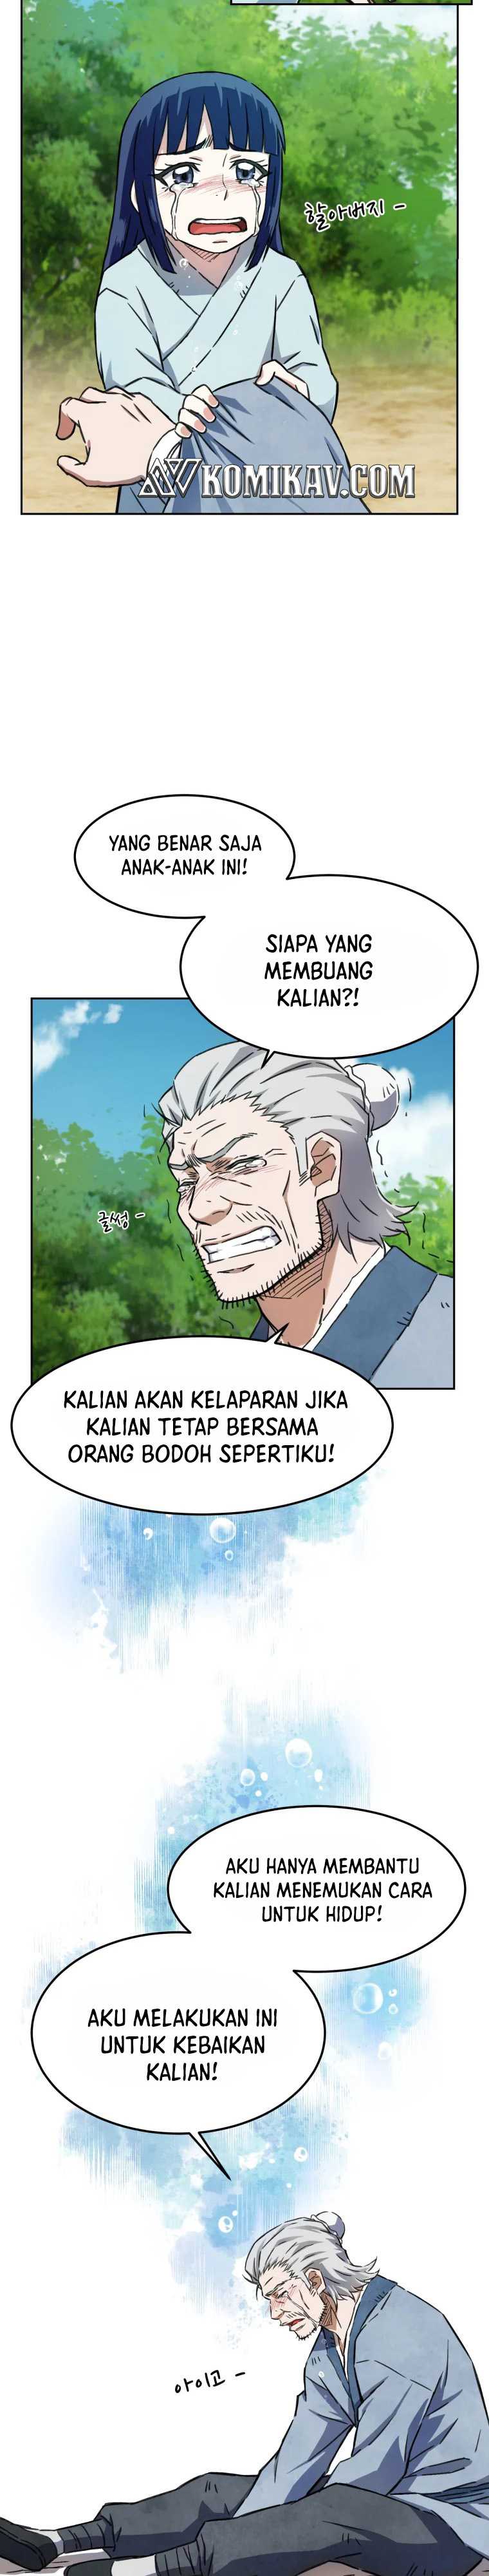 할아버지 -
KOMIKAV.COM
YANG BENAR SAJA
ANAK-ANAK INI!
SIAPA YANG
MEMBUANG
KALIAN?!
글썽 -
KALIAN AKAN KELAPARAN JIKA
KALIAN TETAP BERSAMA
ORANG BODOH SEPERTIKU!
AKU HANYA MEMBANTU
KALIAN MENEMUKAN CARA
UNTUK HIDUP!
AKU MELAKUKAN INI
UNTUK KEBAIKAN
KALIAN!
아이고 -